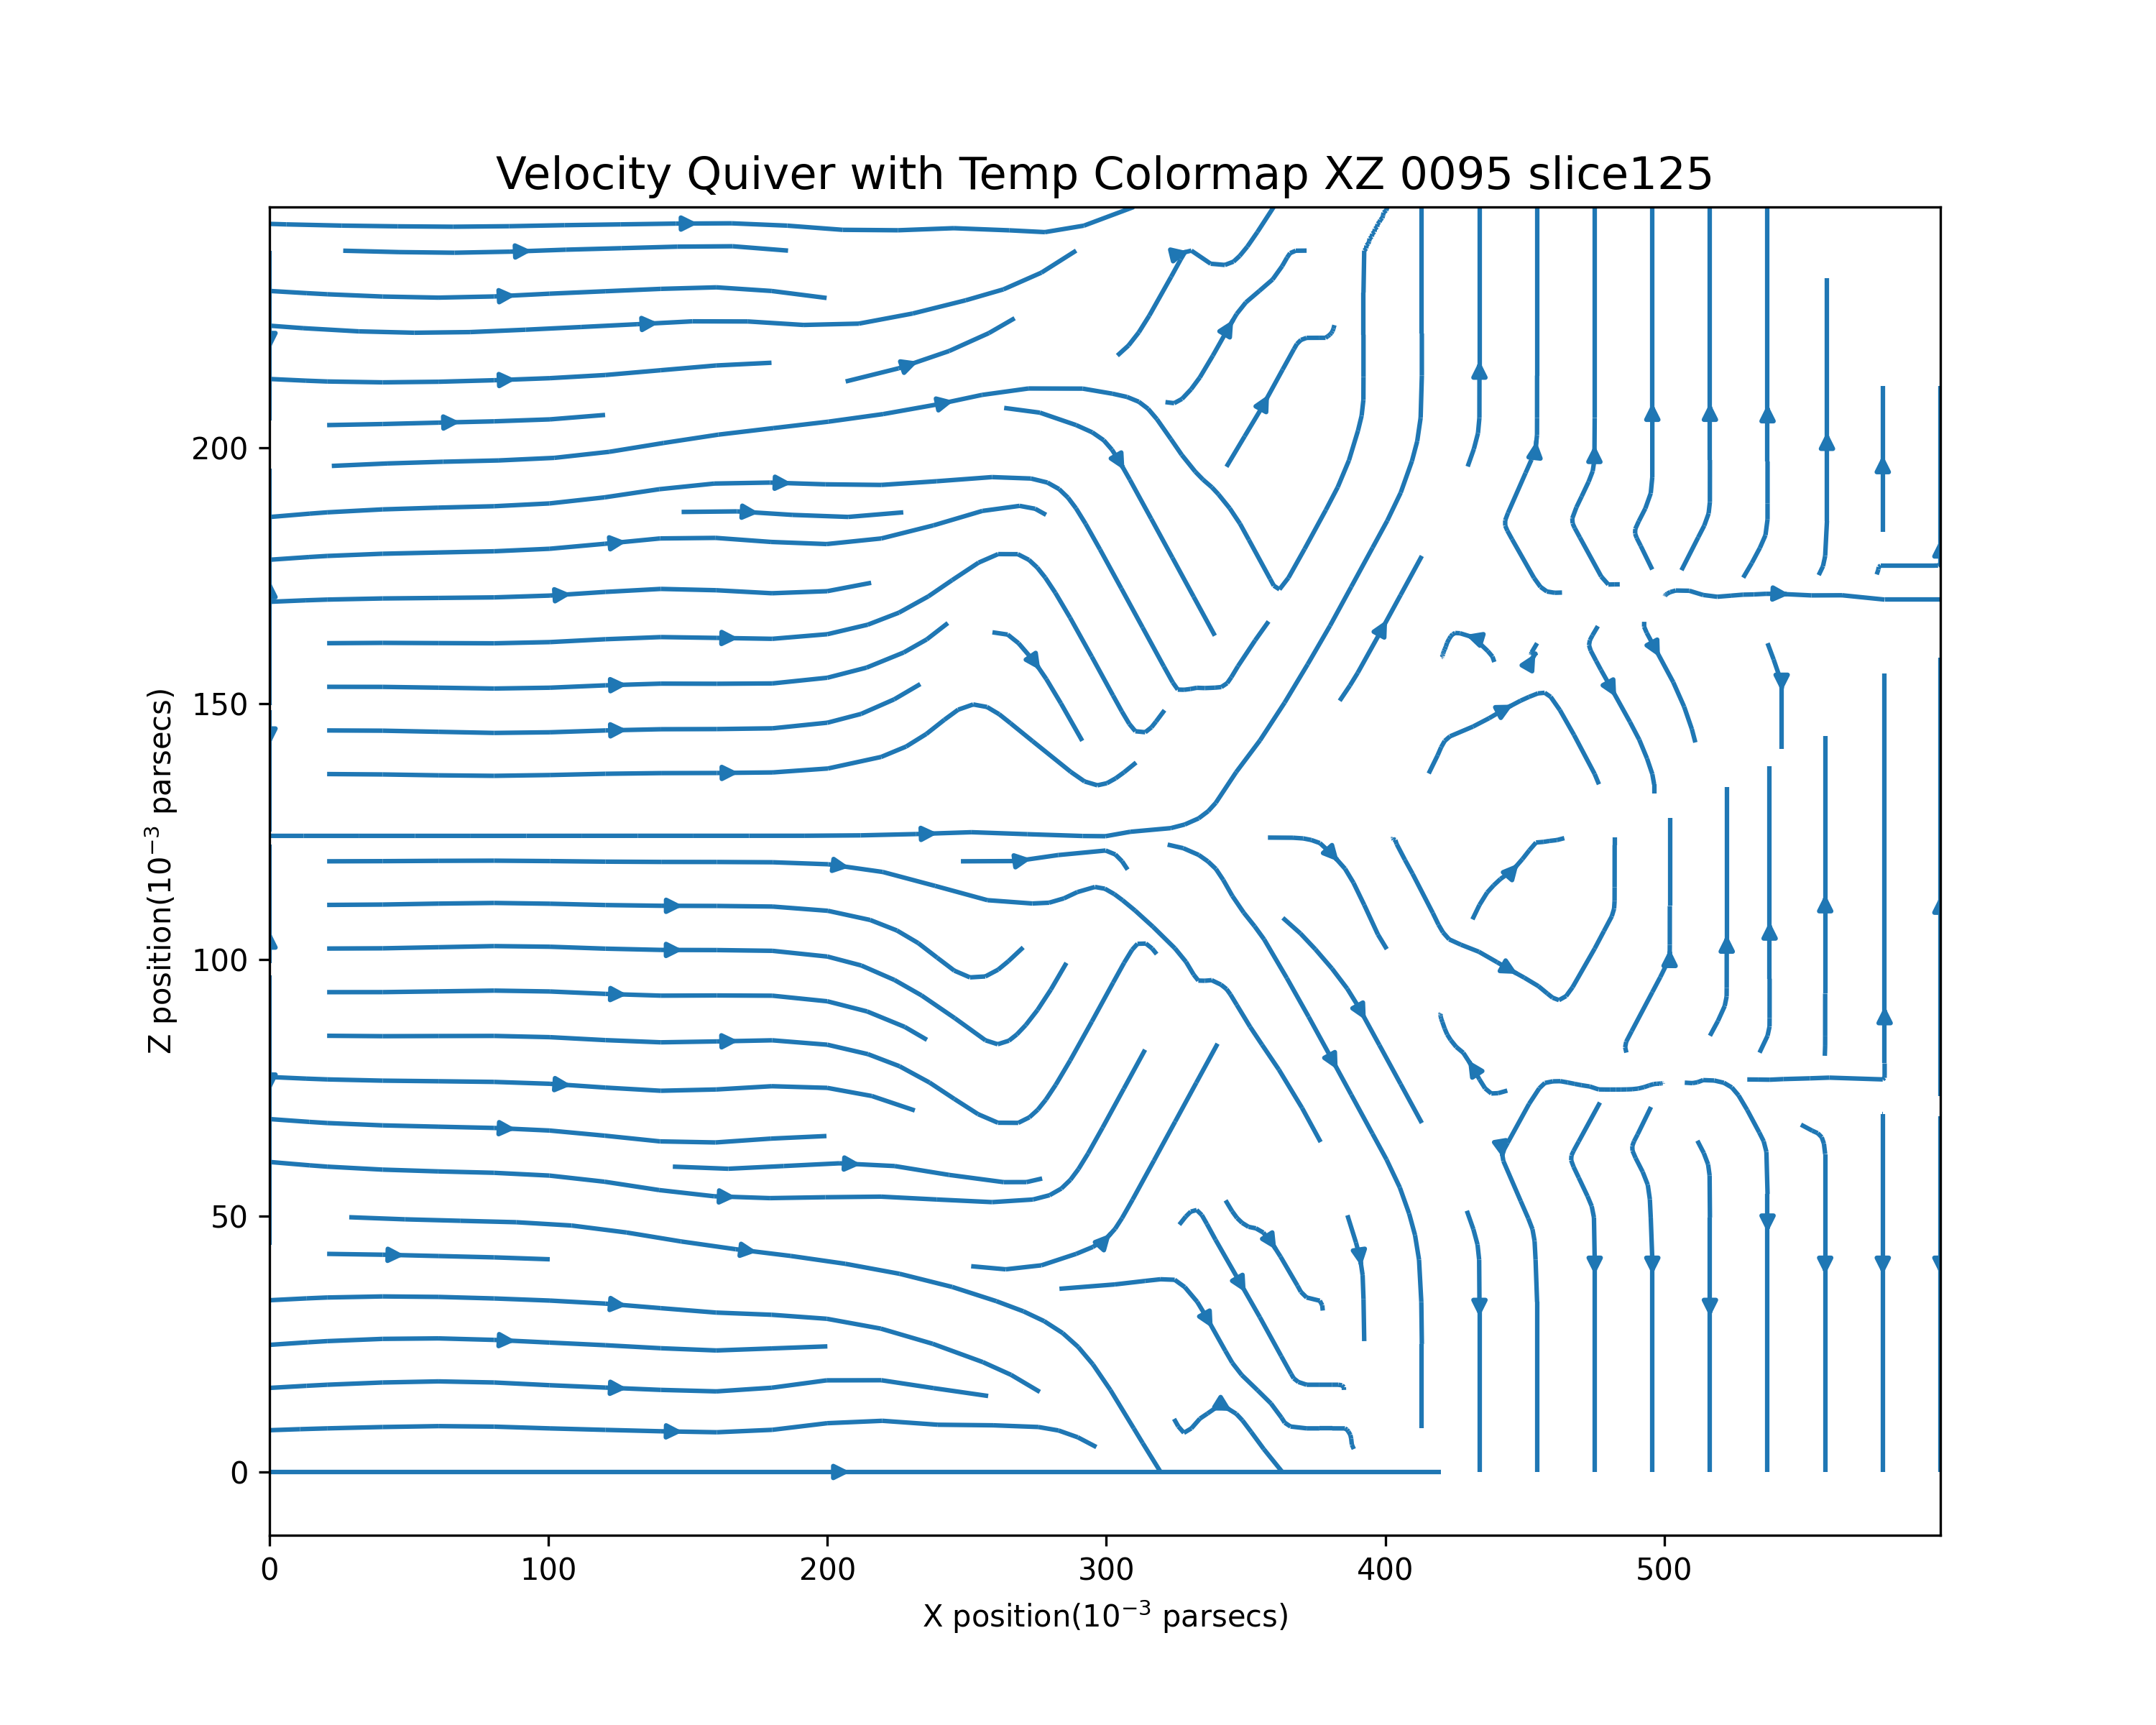 Velocity Quiver with Temp Colormap XZ 0095 slice125
Z position(10⁻³ parsecs)
200
150
100
50
0
0 100 200 300 400 500
X position(10⁻³ parsecs)